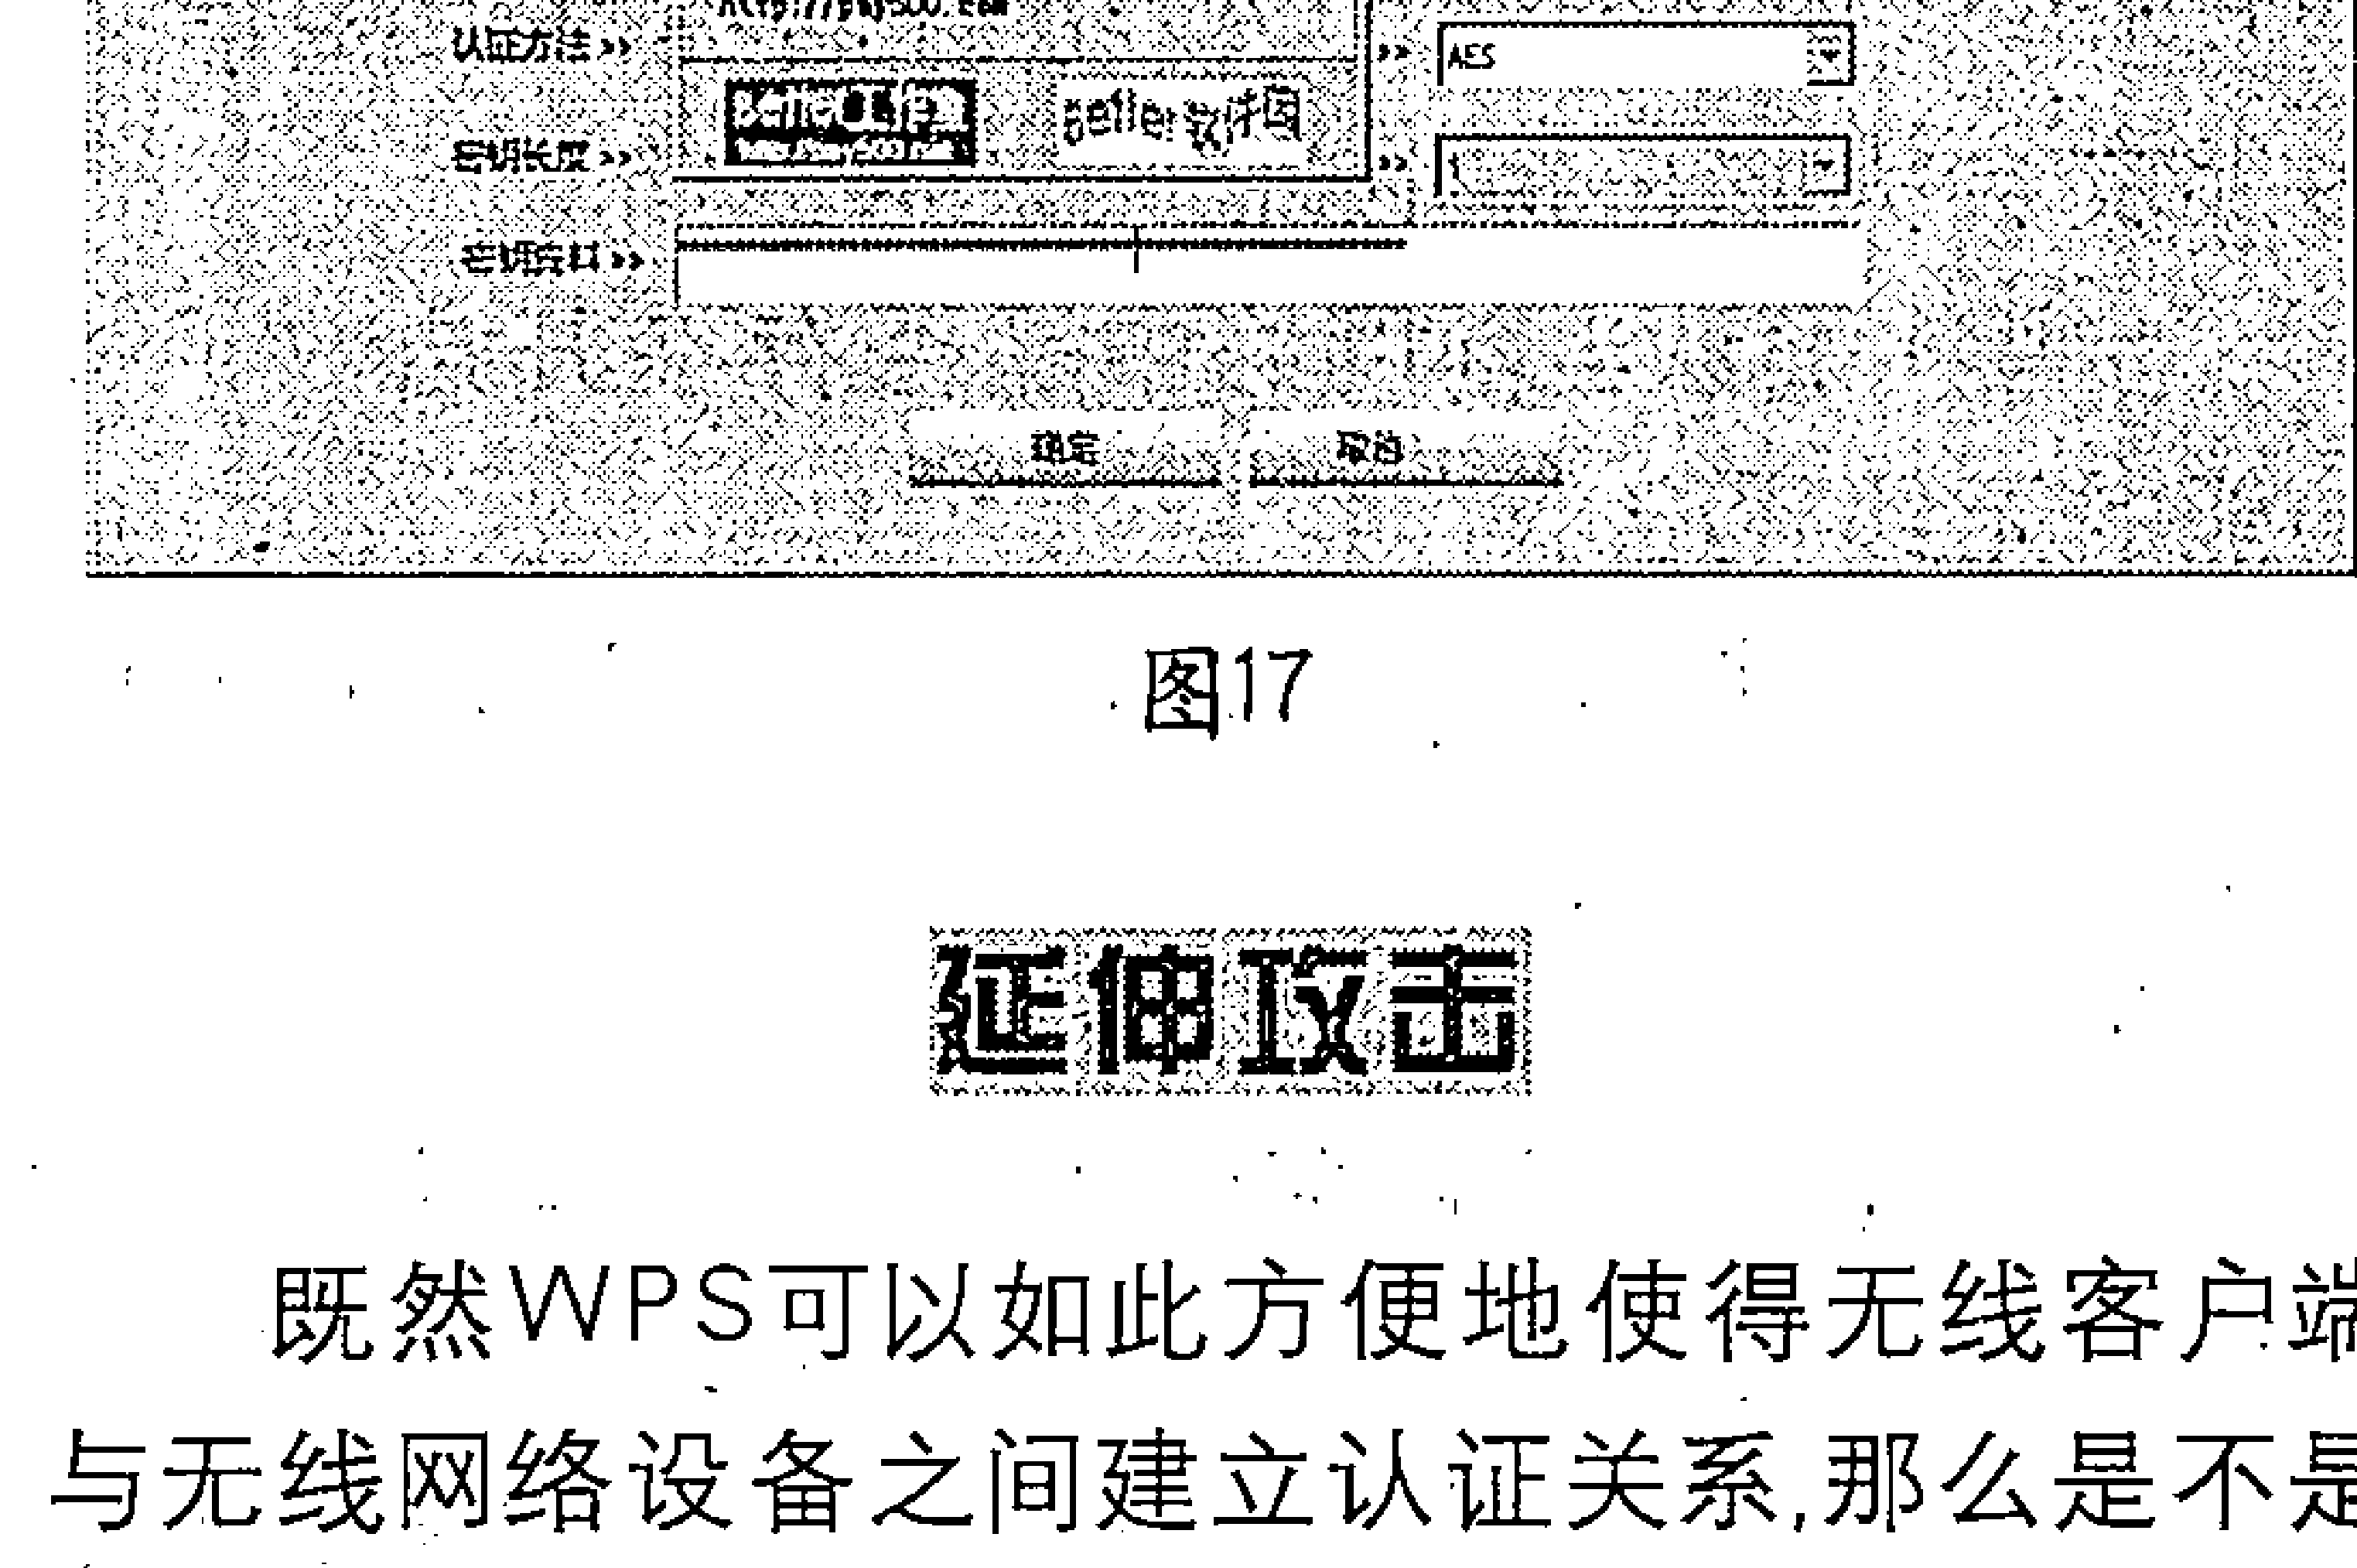 认证方法 >>
>> AES
密钥长度 >>
>>
密钥资料 >>
确定 取消
图17
延伸攻击
既然WPS可以如此方便地使得无线客户端
与无线网络设备之间建立认证关系,那么是不是